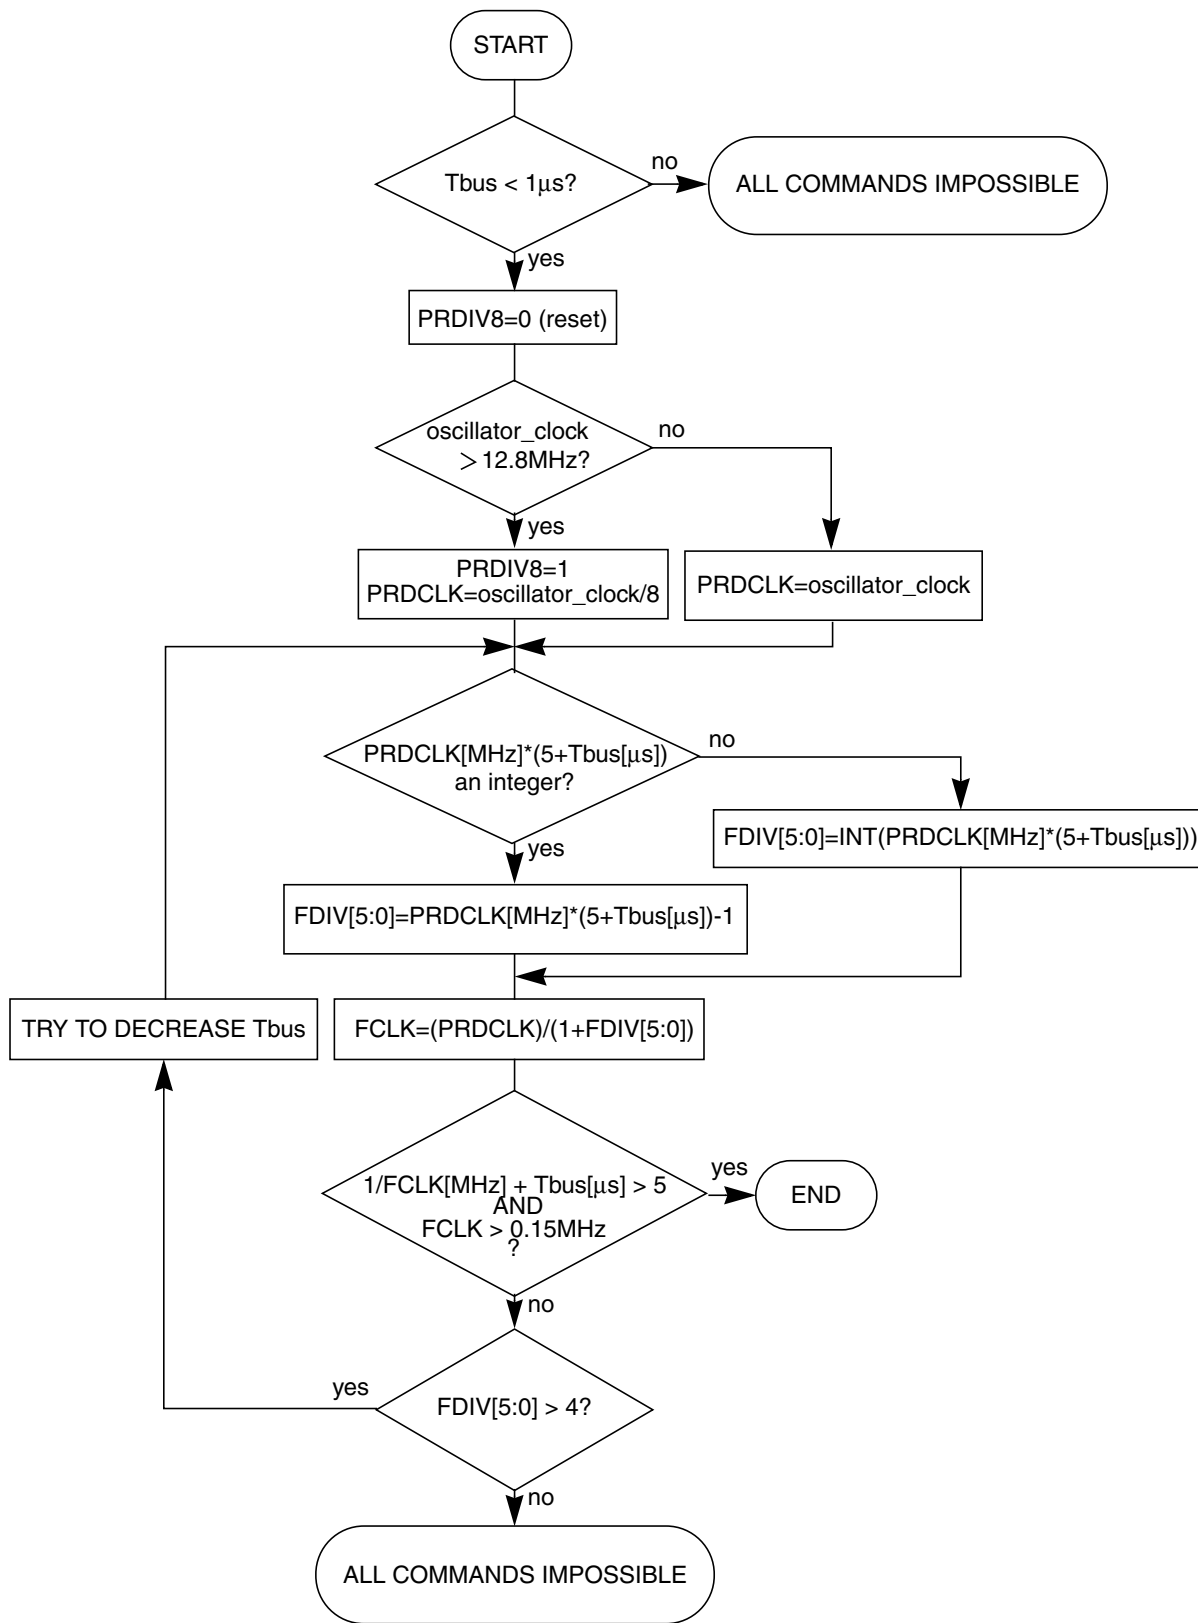 START
Tbus < 1μs?
no
ALL COMMANDS IMPOSSIBLE
yes
PRDIV8=0 (reset)
oscillator_clock
> 12.8MHz?
no
yes
PRDIV8=1
PRDCLK=oscillator_clock/8
PRDCLK=oscillator_clock
PRDCLK[MHz]*(5+Tbus[μs])
an integer?
no
yes
FDIV[5:0]=INT(PRDCLK[MHz]*(5+Tbus[μs]))
FDIV[5:0]=PRDCLK[MHz]*(5+Tbus[μs])-1
TRY TO DECREASE Tbus
FCLK=(PRDCLK)/(1+FDIV[5:0])
1/FCLK[MHz] + Tbus[μs] > 5
AND
FCLK > 0.15MHz
?
yes
END
no
FDIV[5:0] > 4?
yes
no
ALL COMMANDS IMPOSSIBLE